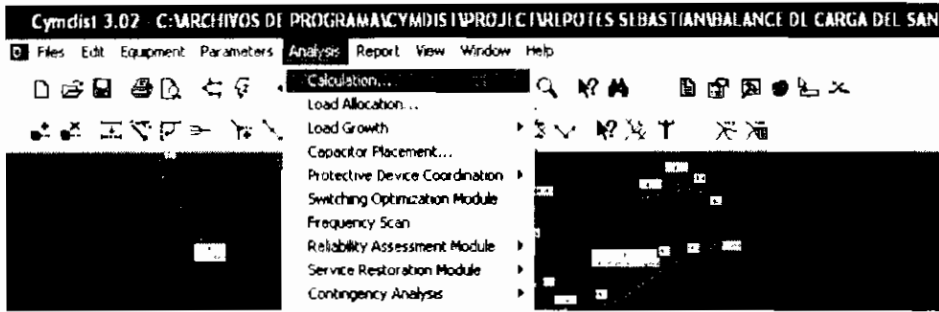 Cymdist 3.02 - C:\ARCHIVOS DE PROGRAMA\CYMDIST\PROJECT\REPOTES SEBASTIAN\BALANCE DE CARGA DEL SAN
Files Edit Equipment Parameters Analysis Report View Window Help
Calculation...
Load Allocation...
Load Growth
Capacitor Placement...
Protective Device Coordination
Switching Optimization Module
Frequency Scan
Reliability Assessment Module
Service Restoration Module
Contingency Analysis